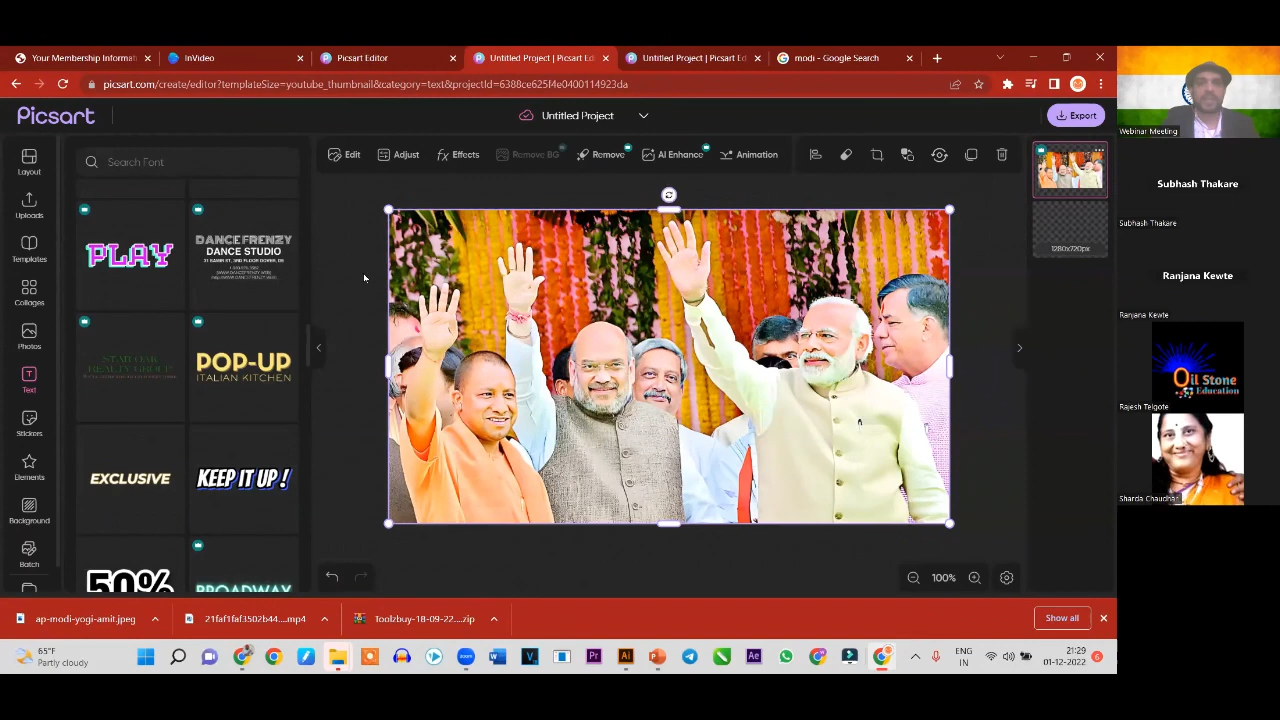 Your Membership Informati
InVideo
Picsart Editor
Untitled Project | Picsart Ed
Untitled Project | Picsart Ed
modi - Google Search
picsart.com/create/editor?templateSize=youtube_thumbnail&category=text&projectId=6388ce625f4e0400114923da
Picsart
Untitled Project
Export
Webinar Meeting
Layout
Uploads
Templates
Collages
Photos
Text
Stickers
Elements
Background
Batch
Search Font
Edit
Adjust
fx Effects
Remove BG
Remove
AI Enhance
Animation
1280x720px
PLAY
DANCEFRENZY
DANCE STUDIO
POP-UP
ITALIAN KITCHEN
EXCLUSIVE
KEEP IT UP !
50%
BROADWAY
100%
Subhash Thakare
Subhash Thakare
Ranjana Kewte
Ranjana Kewte
Oil Stone
Education
Rajesh Telgote
Sharda Chaudhar
ap-modi-yogi-amit.jpeg
21faf1faf3502b44....mp4
Toolzbuy-18-09-22....zip
Show all
65°F
Partly cloudy
ENG
IN
21:29
01-12-2022
6